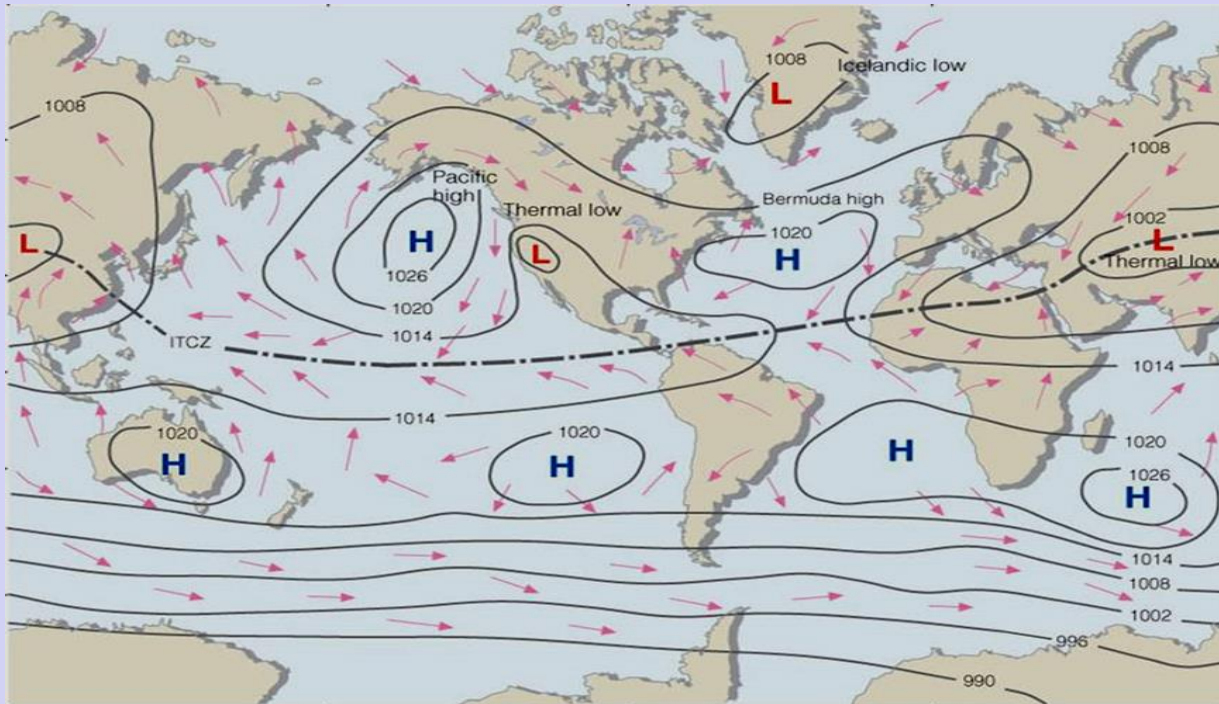 1008
Icelandic low
L
1008
1008
Pacific
high
Thermal low
Bermuda high
1002
1020
L
H
L
H
L
Thermal low
1026
1020
1014
ITCZ
1014
1014
1020
1020
1020
H
H
H
1026
H
1014
1008
1002
996
990